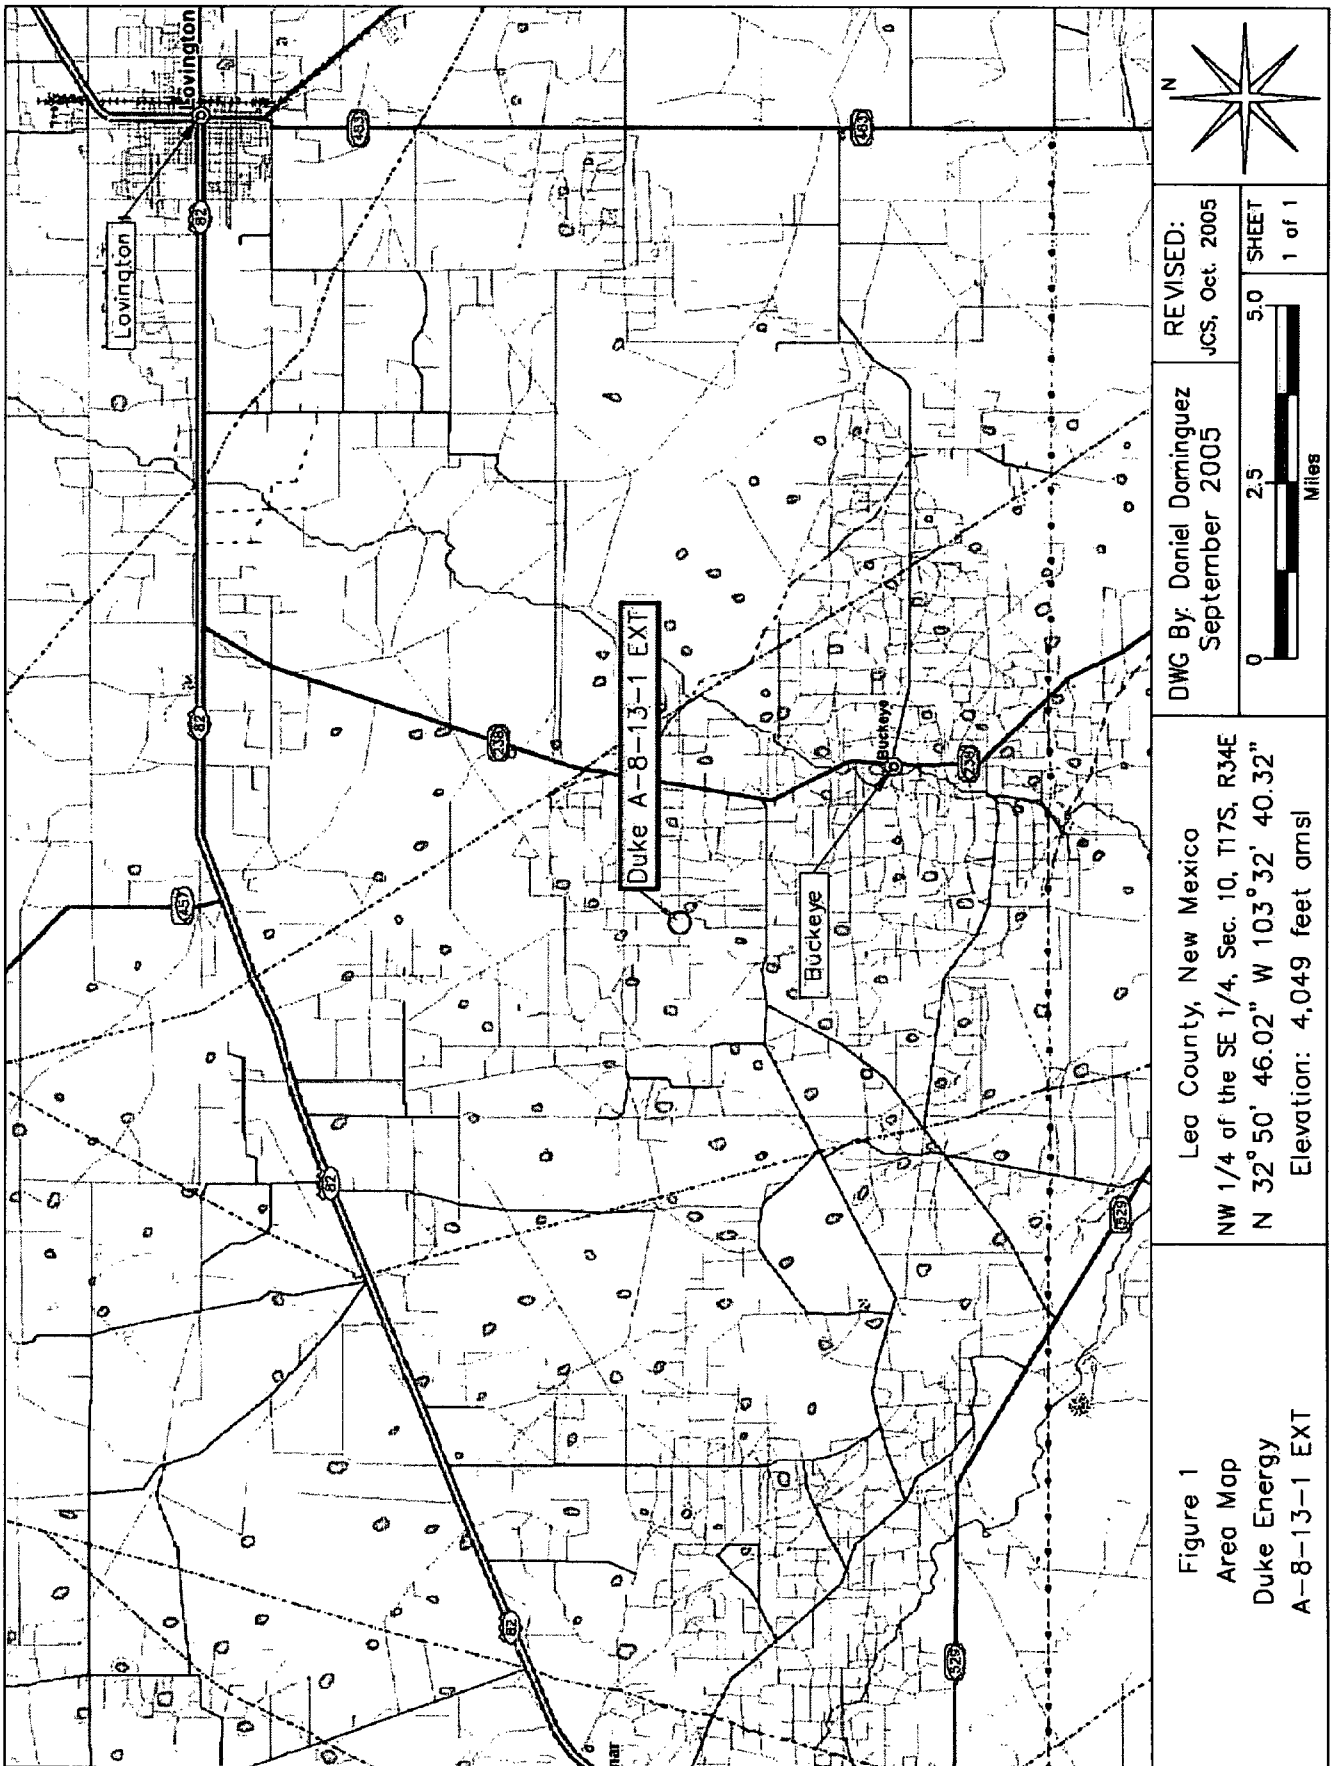 Lovington
Lovington
82
483
483
82
457
238
Duke A-8-13-1 EXT
Buckeye
Buckeye
238
82
529
82
529
mar
Figure 1
Area Map
Duke Energy
A-8-13-1 EXT
Lea County, New Mexico
NW 1/4 of the SE 1/4, Sec. 10, T17S, R34E
N 32° 50' 46.02" W 103° 32' 40.32"
Elevation: 4,049 feet amsl
DWG By: Daniel Dominguez
September 2005
REVISED:
JCS, Oct. 2005
0 2.5 5.0
Miles
SHEET
1 of 1
N